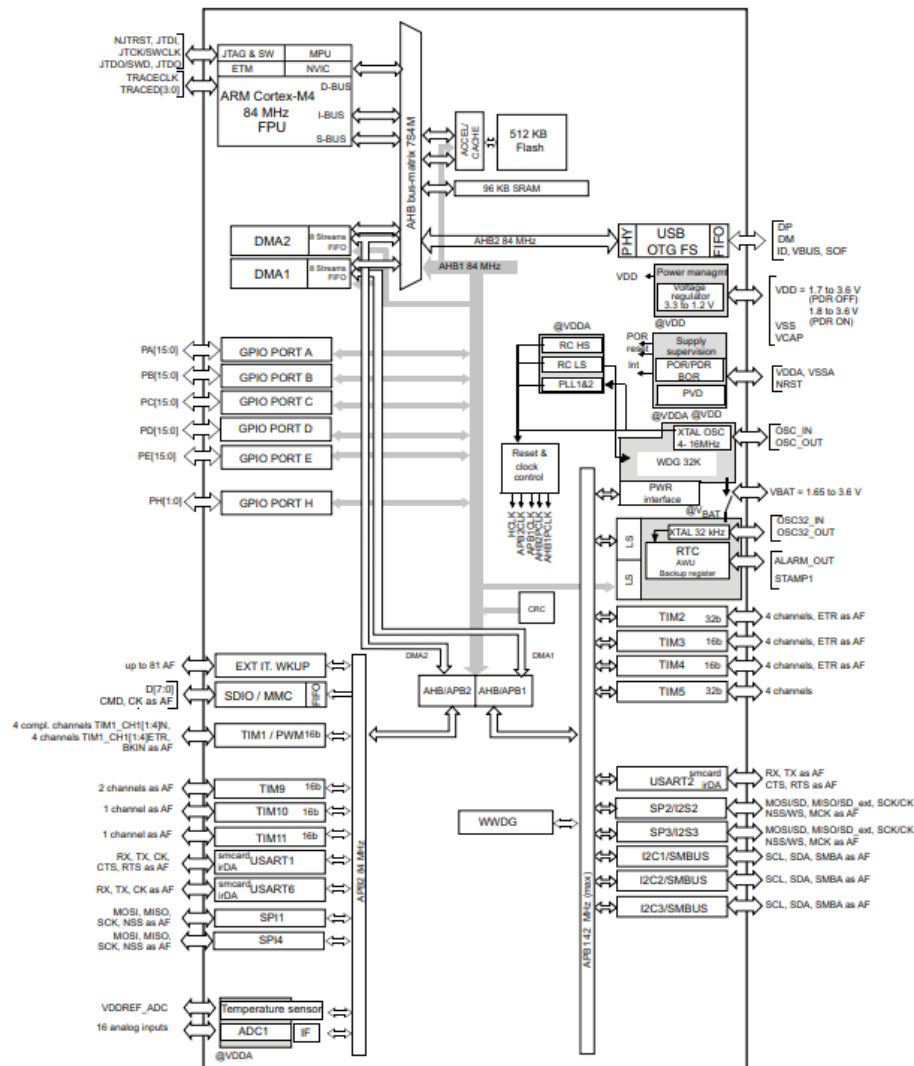 NJTRST, JTDI,
JTCK/SWCLK
JTDO/SWD, JTDO
TRACECLK
TRACED[3:0]
JTAG & SW
MPU
ETM
NVIC
D-BUS
ARM Cortex-M4
84 MHz
FPU
I-BUS
S-BUS
AHB bus-matrix 7S4M
ACCEL/
CACHE
512 KB
Flash
96 KB SRAM
DMA2
8 Streams
FIFO
DMA1
8 Streams
FIFO
AHB2 84 MHz
AHB1 84 MHz
PHY
USB
OTG FS
FIFO
DP
DM
ID, VBUS, SOF
Power managmt
VDD
Voltage
regulator
3.3 to 1.2 V
@VDD
VDD = 1.7 to 3.6 V
(PDR OFF)
1.8 to 3.6 V
(PDR ON)
VSS
VCAP
@VDDA
RC HS
RC LS
PLL1&2
POR
reset
Int
Supply
supervision
POR/PDR
BOR
PVD
VDDA, VSSA
NRST
@VDDA
@VDD
XTAL OSC
4- 16MHz
WDG 32K
OSC_IN
OSC_OUT
PA[15:0]
GPIO PORT A
PB[15:0]
GPIO PORT B
PC[15:0]
GPIO PORT C
PD[15:0]
GPIO PORT D
PE[15:0]
GPIO PORT E
PH[1:0]
GPIO PORT H
Reset &
clock
control
HCLK
APB2CLK
APB1CLK
AHB2PCLK
AHB1PCLK
PWR
interface
VBAT = 1.65 to 3.6 V
@VBAT
LS
LS
XTAL 32 kHz
RTC
AWU
Backup register
OSC32_IN
OSC32_OUT
ALARM_OUT
STAMP1
CRC
TIM2
32b
4 channels, ETR as AF
TIM3
16b
4 channels, ETR as AF
TIM4
16b
4 channels, ETR as AF
TIM5
32b
4 channels
DMA2
DMA1
AHB/APB2
AHB/APB1
up to 81 AF
EXT IT. WKUP
D[7:0]
CMD, CK as AF
SDIO / MMC
FIFO
4 compl. channels TIM1_CH1[1:4]N,
4 channels TIM1_CH1[1:4]ETR,
BKIN as AF
TIM1 / PWM
16b
2 channels as AF
TIM9
16b
1 channel as AF
TIM10
16b
1 channel as AF
TIM11
16b
RX, TX, CK,
CTS, RTS as AF
smcard
irDA
USART1
RX, TX, CK as AF
smcard
irDA
USART6
MOSI, MISO,
SCK, NSS as AF
SPI1
MOSI, MISO,
SCK, NSS as AF
SPI4
VDDREF_ADC
Temperature sensor
16 analog inputs
ADC1
IF
@VDDA
APB2 84 MHz
WWDG
APB1 42 MHz (max)
USART2
smcard
irDA
RX, TX as AF
CTS, RTS as AF
SP2/I2S2
MOSI/SD, MISO/SD_ext, SCK/CK
NSS/WS, MCK as AF
SP3/I2S3
MOSI/SD, MISO/SD_ext, SCK/CK
NSS/WS, MCK as AF
I2C1/SMBUS
SCL, SDA, SMBA as AF
I2C2/SMBUS
SCL, SDA, SMBA as AF
I2C3/SMBUS
SCL, SDA, SMBA as AF